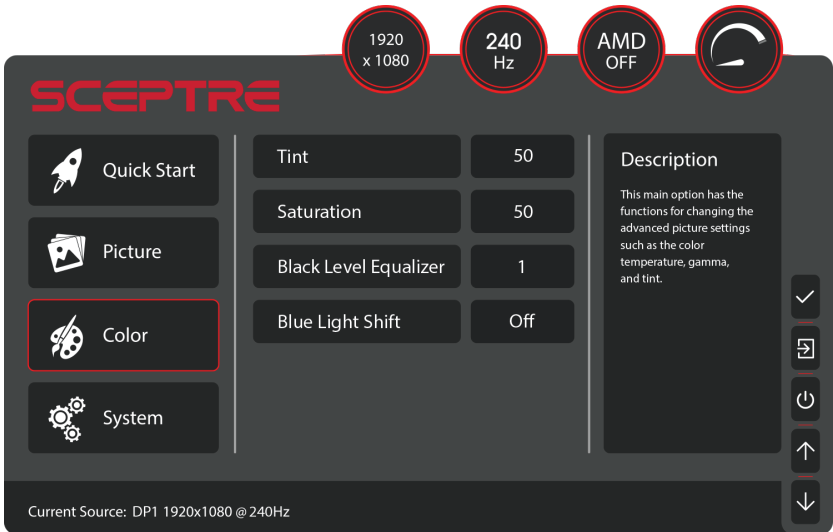 1920
x 1080
240
Hz
AMD
OFF
SCEPTRE
Quick Start
Picture
Color
System
Tint
50
Saturation
50
Black Level Equalizer
1
Blue Light Shift
Off
Description
This main option has the
functions for changing the
advanced picture settings
such as the color
temperature, gamma,
and tint.
Current Source: DP1 1920x1080 @ 240Hz